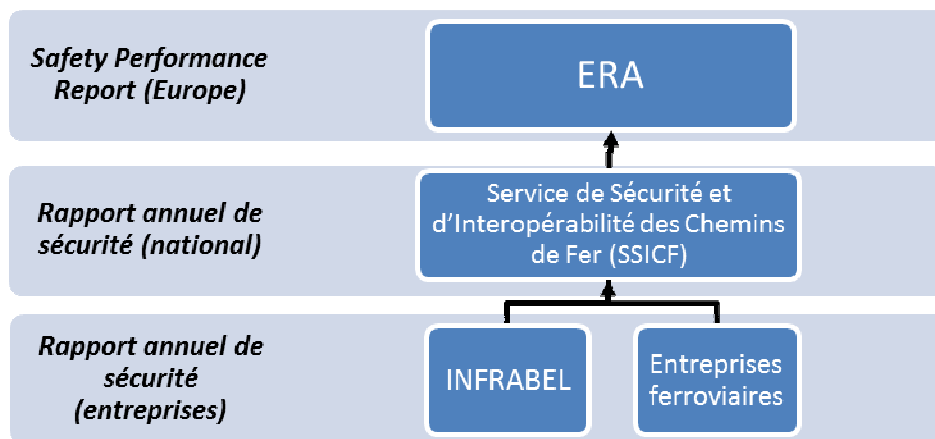 Safety Performance
Report (Europe)
ERA
Rapport annuel de
sécurité (national)
Service de Sécurité et
d'Interopérabilité des Chemins
de Fer (SSICF)
Rapport annuel de
sécurité
(entreprises)
INFRABEL
Entreprises
ferroviaires